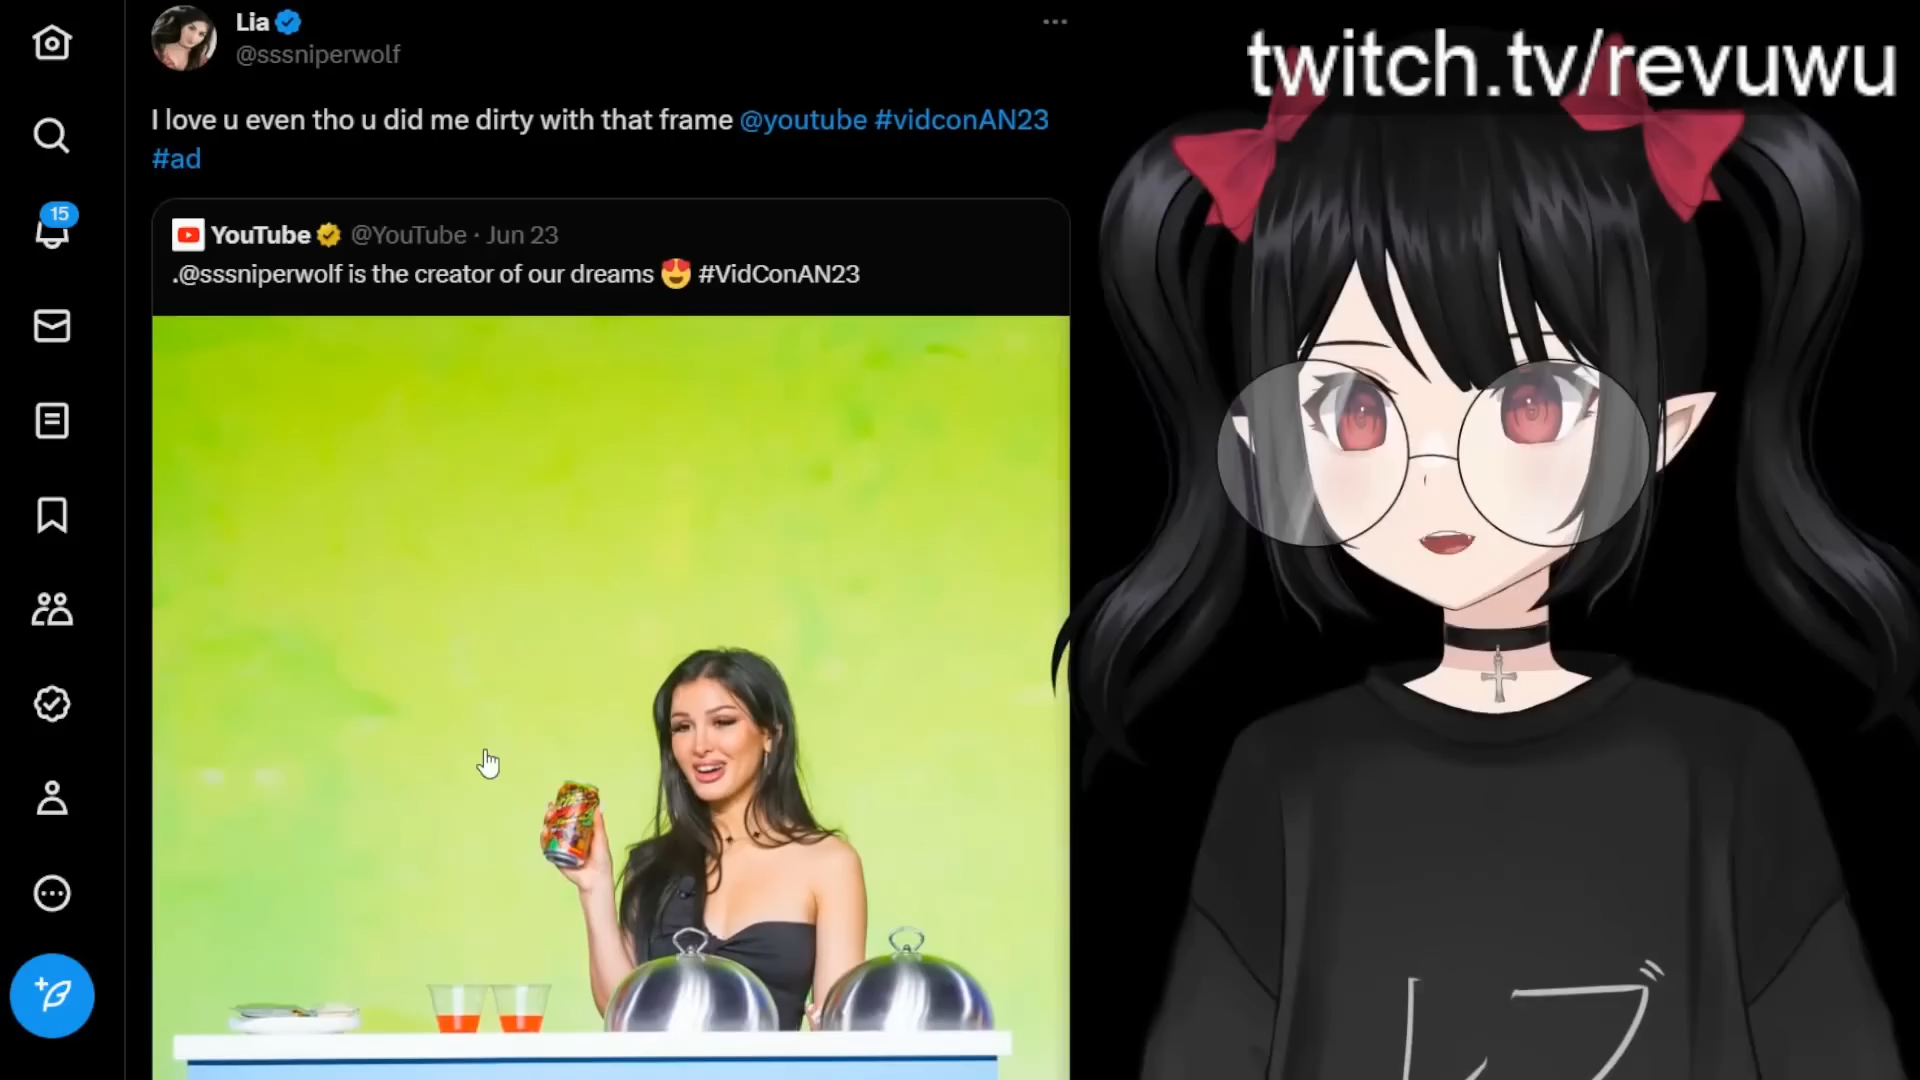 Lia
@sssniperwolf
I love u even tho u did me dirty with that frame @youtube #vidconAN23
#ad
YouTube @YouTube · Jun 23
.@sssniperwolf is the creator of our dreams 😍 #VidConAN23
15
twitch.tv/revuwu
レブ